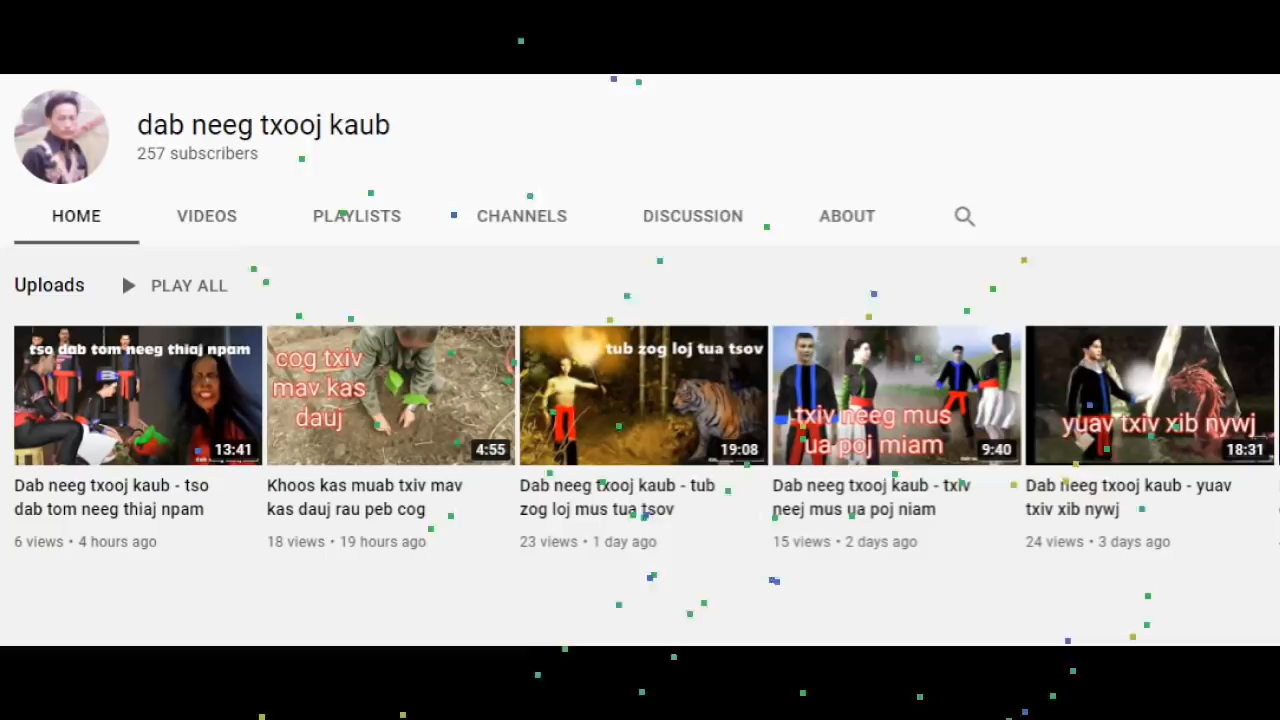 dab neeg txooj kaub
257 subscribers
HOME VIDEOS PLAYLISTS CHANNELS DISCUSSION ABOUT
Uploads PLAY ALL
tso dab tom neeg thiaj npam
13:41
cog txiv
mav kas
dauj
4:55
tub zog loj tua tsov
19:08
txiv neeg mus
ua poj miam
9:40
yuav txiv xib nywj
18:31
Dab neeg txooj kaub - tso
dab tom neeg thiaj npam
6 views • 4 hours ago
Khoos kas muab txiv mav
kas dauj rau peb cog
18 views • 19 hours ago
Dab neeg txooj kaub - tub
zog loj mus tua tsov
23 views • 1 day ago
Dab neeg txooj kaub - txiv
neej mus ua poj niam
15 views • 2 days ago
Dab neeg txooj kaub - yuav
txiv xib nywj
24 views • 3 days ago